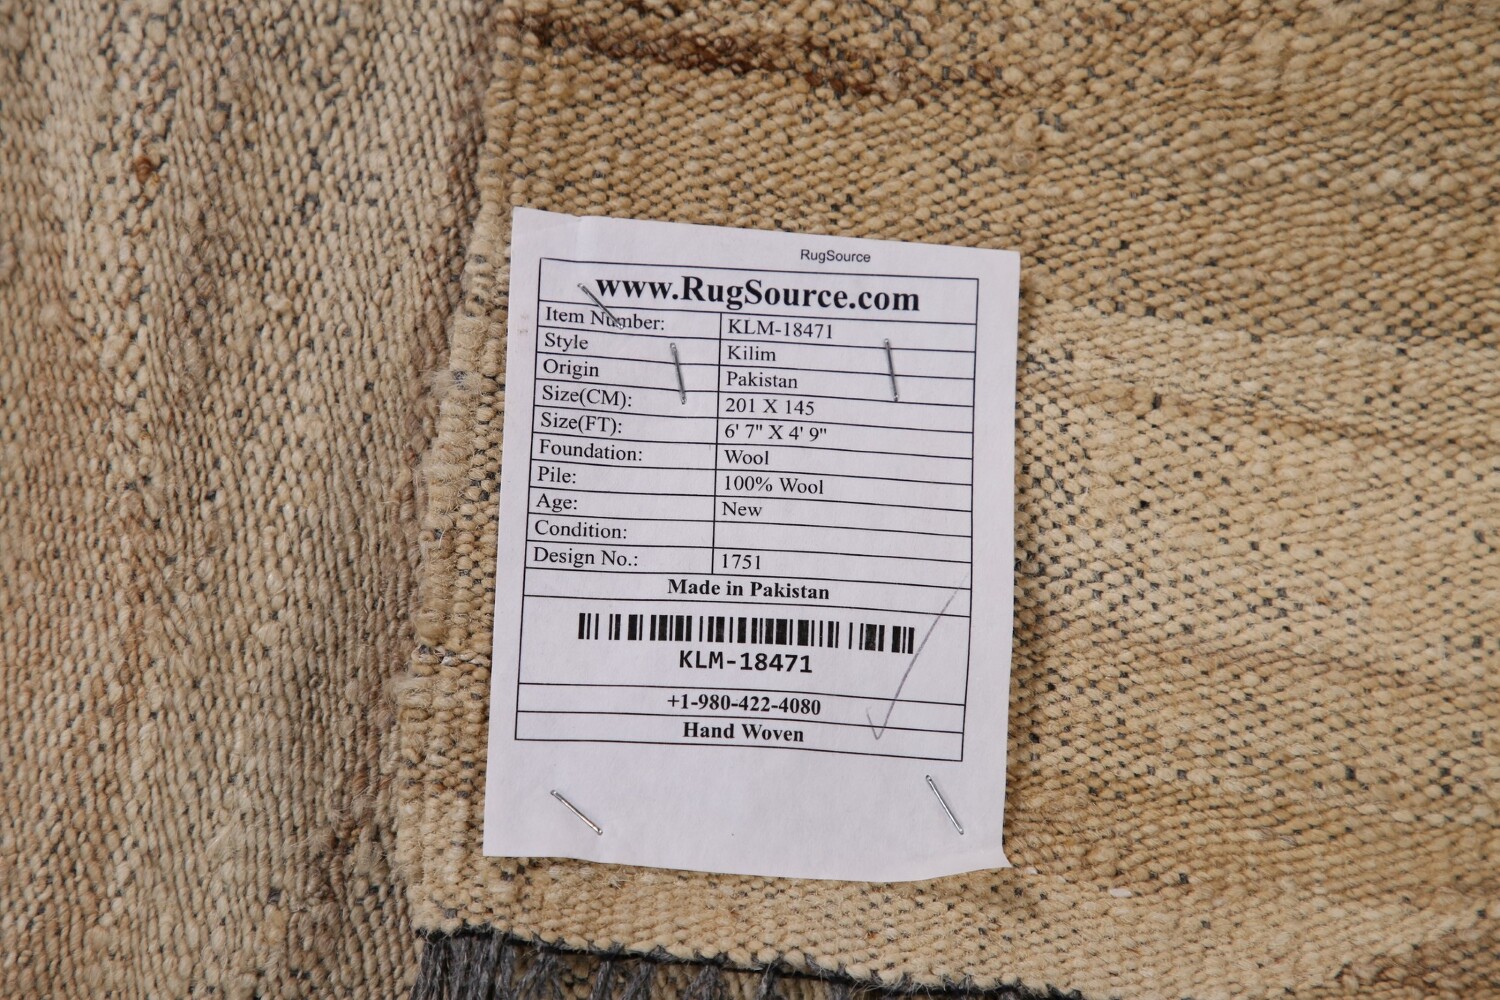 RugSource
www.RugSource.com
Item Number: KLM-18471
Style Kilim
Origin Pakistan
Size(CM): 201 X 145
Size(FT): 6' 7" X 4' 9"
Foundation: Wool
Pile: 100% Wool
Age: New
Condition:
Design No.: 1751
Made in Pakistan
KLM-18471
+1-980-422-4080
Hand Woven